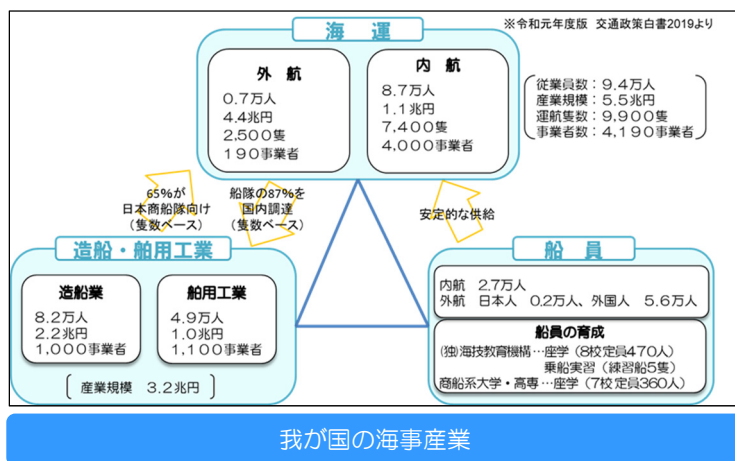 ※令和元年度版 交通政策白書2019より
海 運
外 航
0.7万人
4.4兆円
2,500隻
190事業者
内 航
8.7万人
1.1兆円
7,400隻
4,000事業者
従業員数:9.4万人
産業規模:5.5兆円
運航隻数:9,900隻
事業者数:4,190事業者
65%が
日本商船隊向け
(隻数ベース)
船隊の87%を
国内調達
(隻数ベース)
安定的な供給
造船・舶用工業
造船業
8.2万人
2.2兆円
1,000事業者
舶用工業
4.9万人
1.0兆円
1,100事業者
産業規模 3.2兆円
船 員
内航 2.7万人
外航 日本人 0.2万人、外国人 5.6万人
船員の育成
(独)海技教育機構…座学(8校定員470人)
乗船実習(練習船5隻)
商船系大学・高専…座学(7校定員360人)
我が国の海事産業